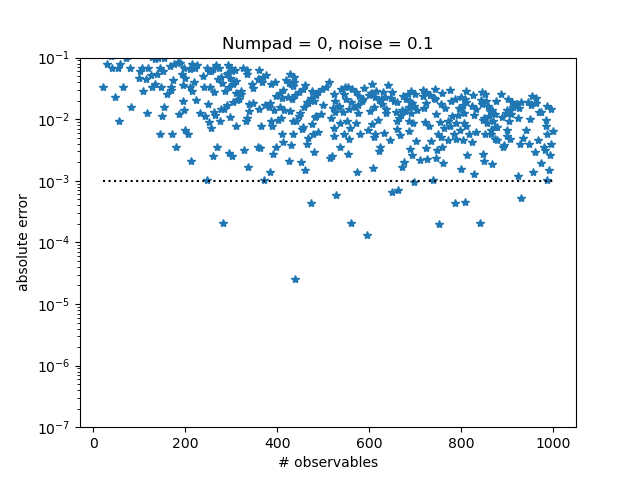 Numpad = 0, noise = 0.1
absolute error
10⁻¹
10⁻²
10⁻³
10⁻⁴
10⁻⁵
10⁻⁶
10⁻⁷
0 200 400 600 800 1000
# observables